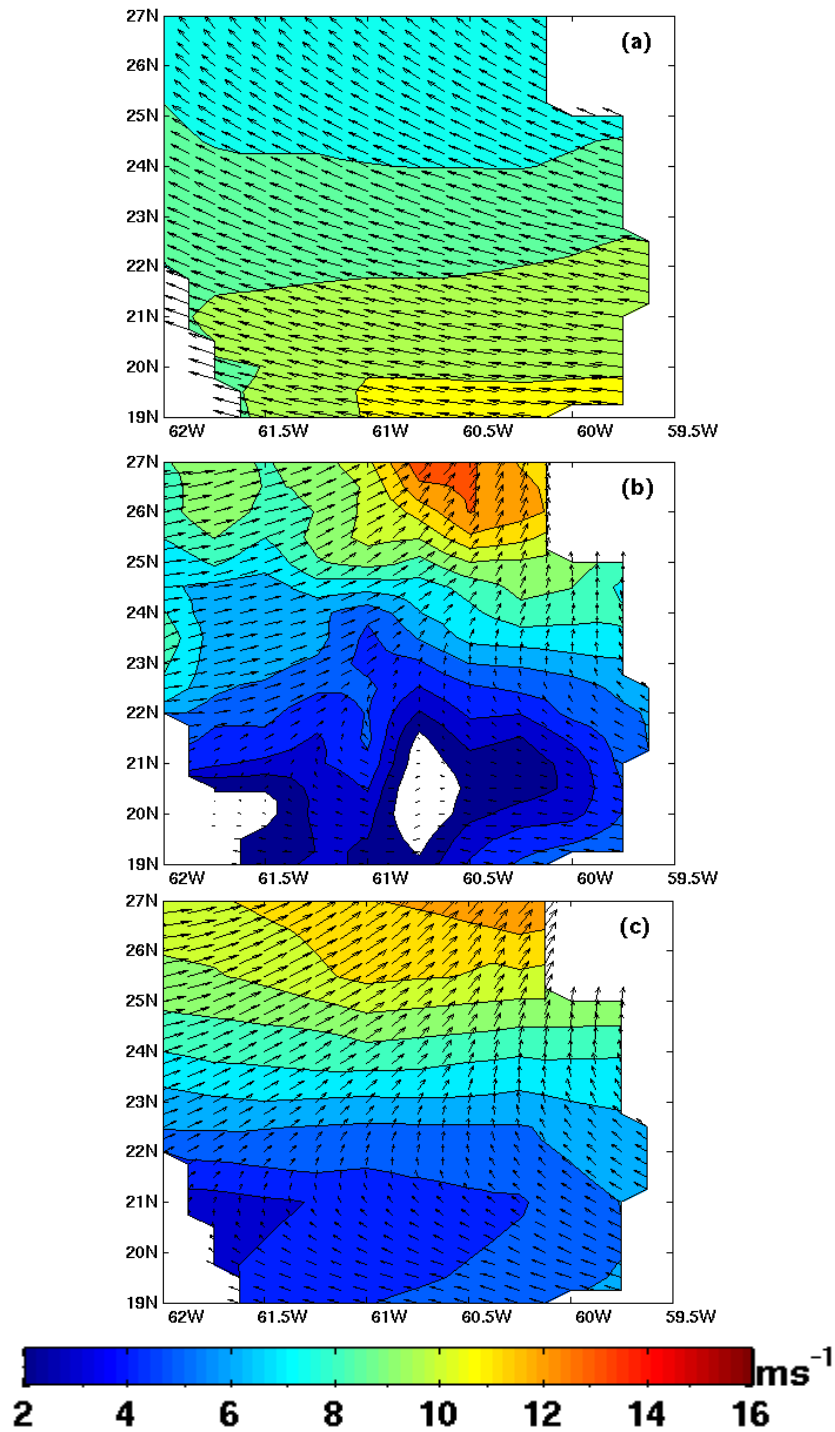 27N
(a)
26N
25N
24N
23N
22N
21N
20N
19N
62W 61.5W 61W 60.5W 60W 59.5W
27N
(b)
26N
25N
24N
23N
22N
21N
20N
19N
62W 61.5W 61W 60.5W 60W 59.5W
27N
(c)
26N
25N
24N
23N
22N
21N
20N
19N
62W 61.5W 61W 60.5W 60W 59.5W
ms⁻¹
2 4 6 8 10 12 14 16